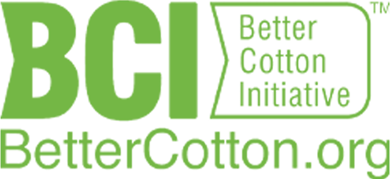 BCI
Better
Cotton
Initiative
TM
BetterCotton.org